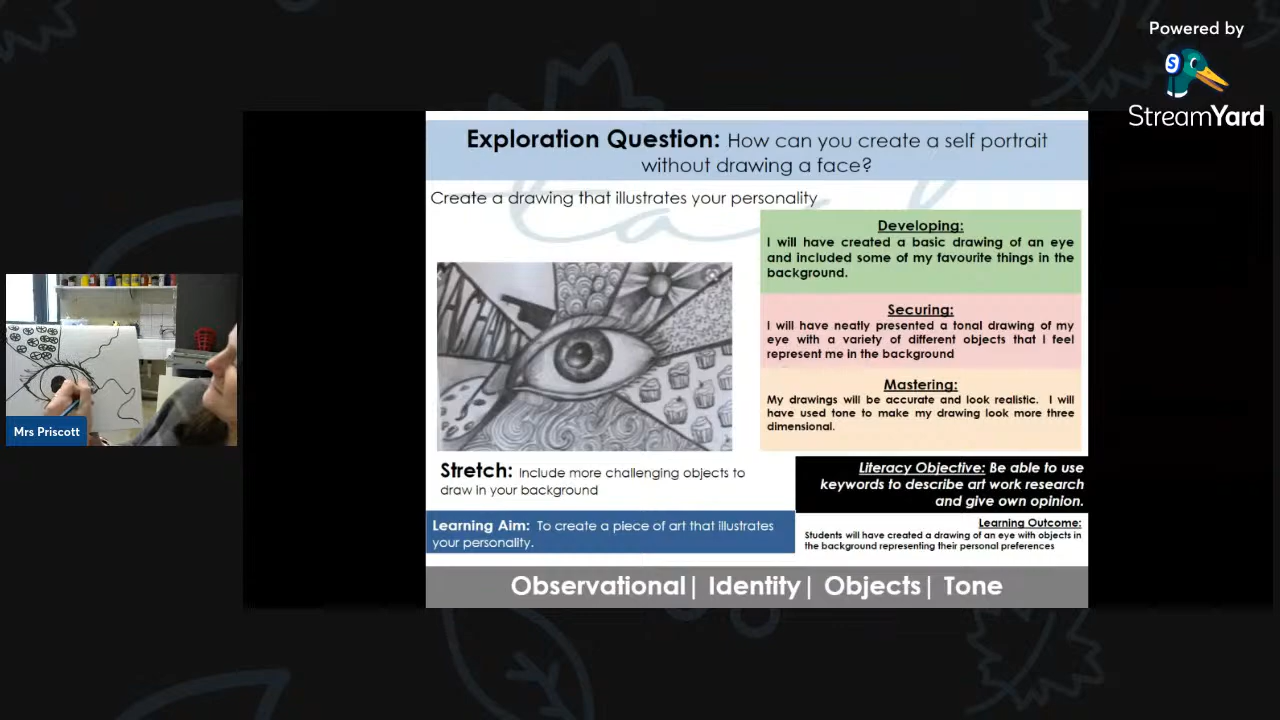 Powered by
S
StreamYard
Exploration Question: How can you create a self portrait
without drawing a face?
Create a drawing that illustrates your personality
Developing:
I will have created a basic drawing of an eye
and included some of my favourite things in the
background.
Securing:
I will have neatly presented a tonal drawing of my
eye with a variety of different objects that I feel
represent me in the background
Mastering:
My drawings will be accurate and look realistic. I will
have used tone to make my drawing look more three
dimensional.
Mrs Priscott
Stretch: Include more challenging objects to
draw in your background
Literacy Objective: Be able to use
keywords to describe art work research
and give own opinion.
Learning Aim: To create a piece of art that illustrates
your personality.
Learning Outcome:
Students will have created a drawing of an eye with objects in
the background representing their personal preferences
Observational| Identity| Objects| Tone